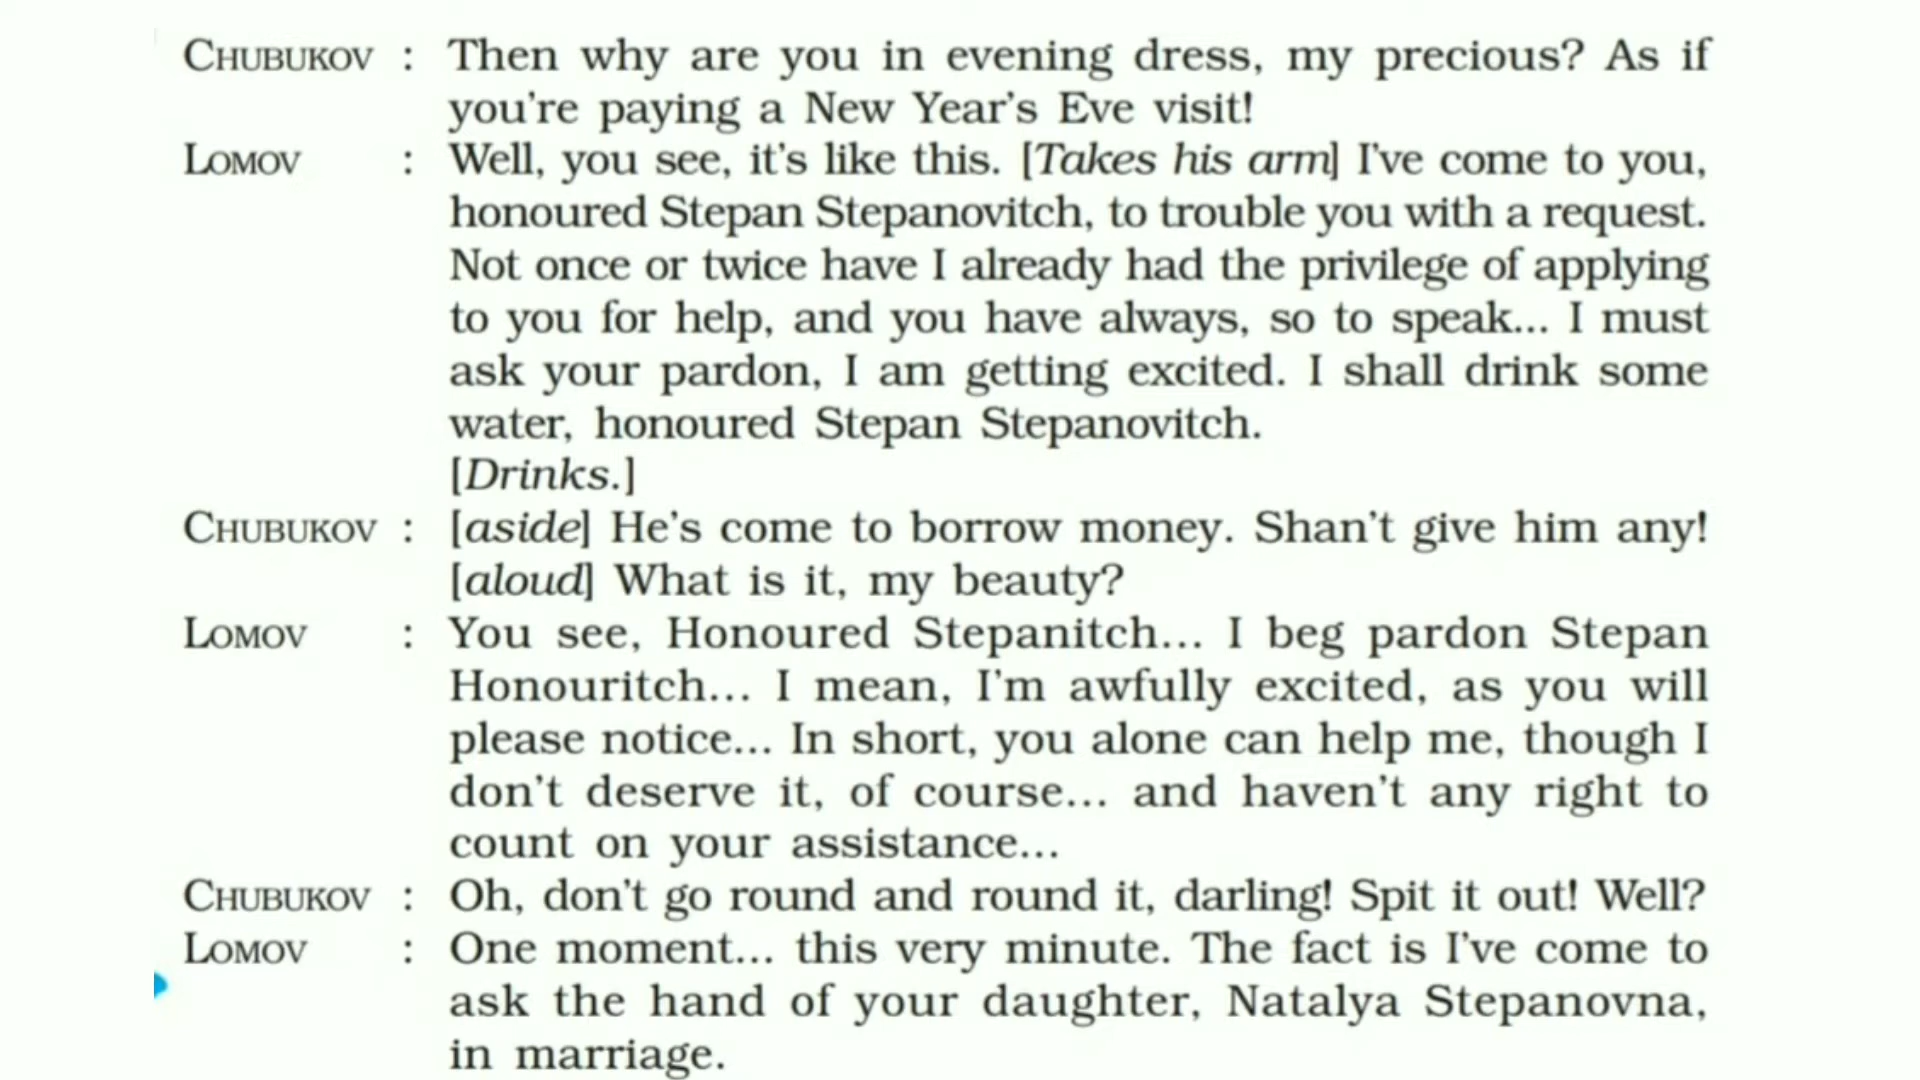 CHUBUKOV : Then why are you in evening dress, my precious? As if
you're paying a New Year's Eve visit!
LOMOV : Well, you see, it's like this. [Takes his arm] I've come to you,
honoured Stepan Stepanovitch, to trouble you with a request.
Not once or twice have I already had the privilege of applying
to you for help, and you have always, so to speak... I must
ask your pardon, I am getting excited. I shall drink some
water, honoured Stepan Stepanovitch.
[Drinks.]
CHUBUKOV : [aside] He's come to borrow money. Shan't give him any!
[aloud] What is it, my beauty?
LOMOV : You see, Honoured Stepanitch... I beg pardon Stepan
Honouritch... I mean, I'm awfully excited, as you will
please notice... In short, you alone can help me, though I
don't deserve it, of course... and haven't any right to
count on your assistance...
CHUBUKOV : Oh, don't go round and round it, darling! Spit it out! Well?
LOMOV : One moment... this very minute. The fact is I've come to
ask the hand of your daughter, Natalya Stepanovna,
in marriage.